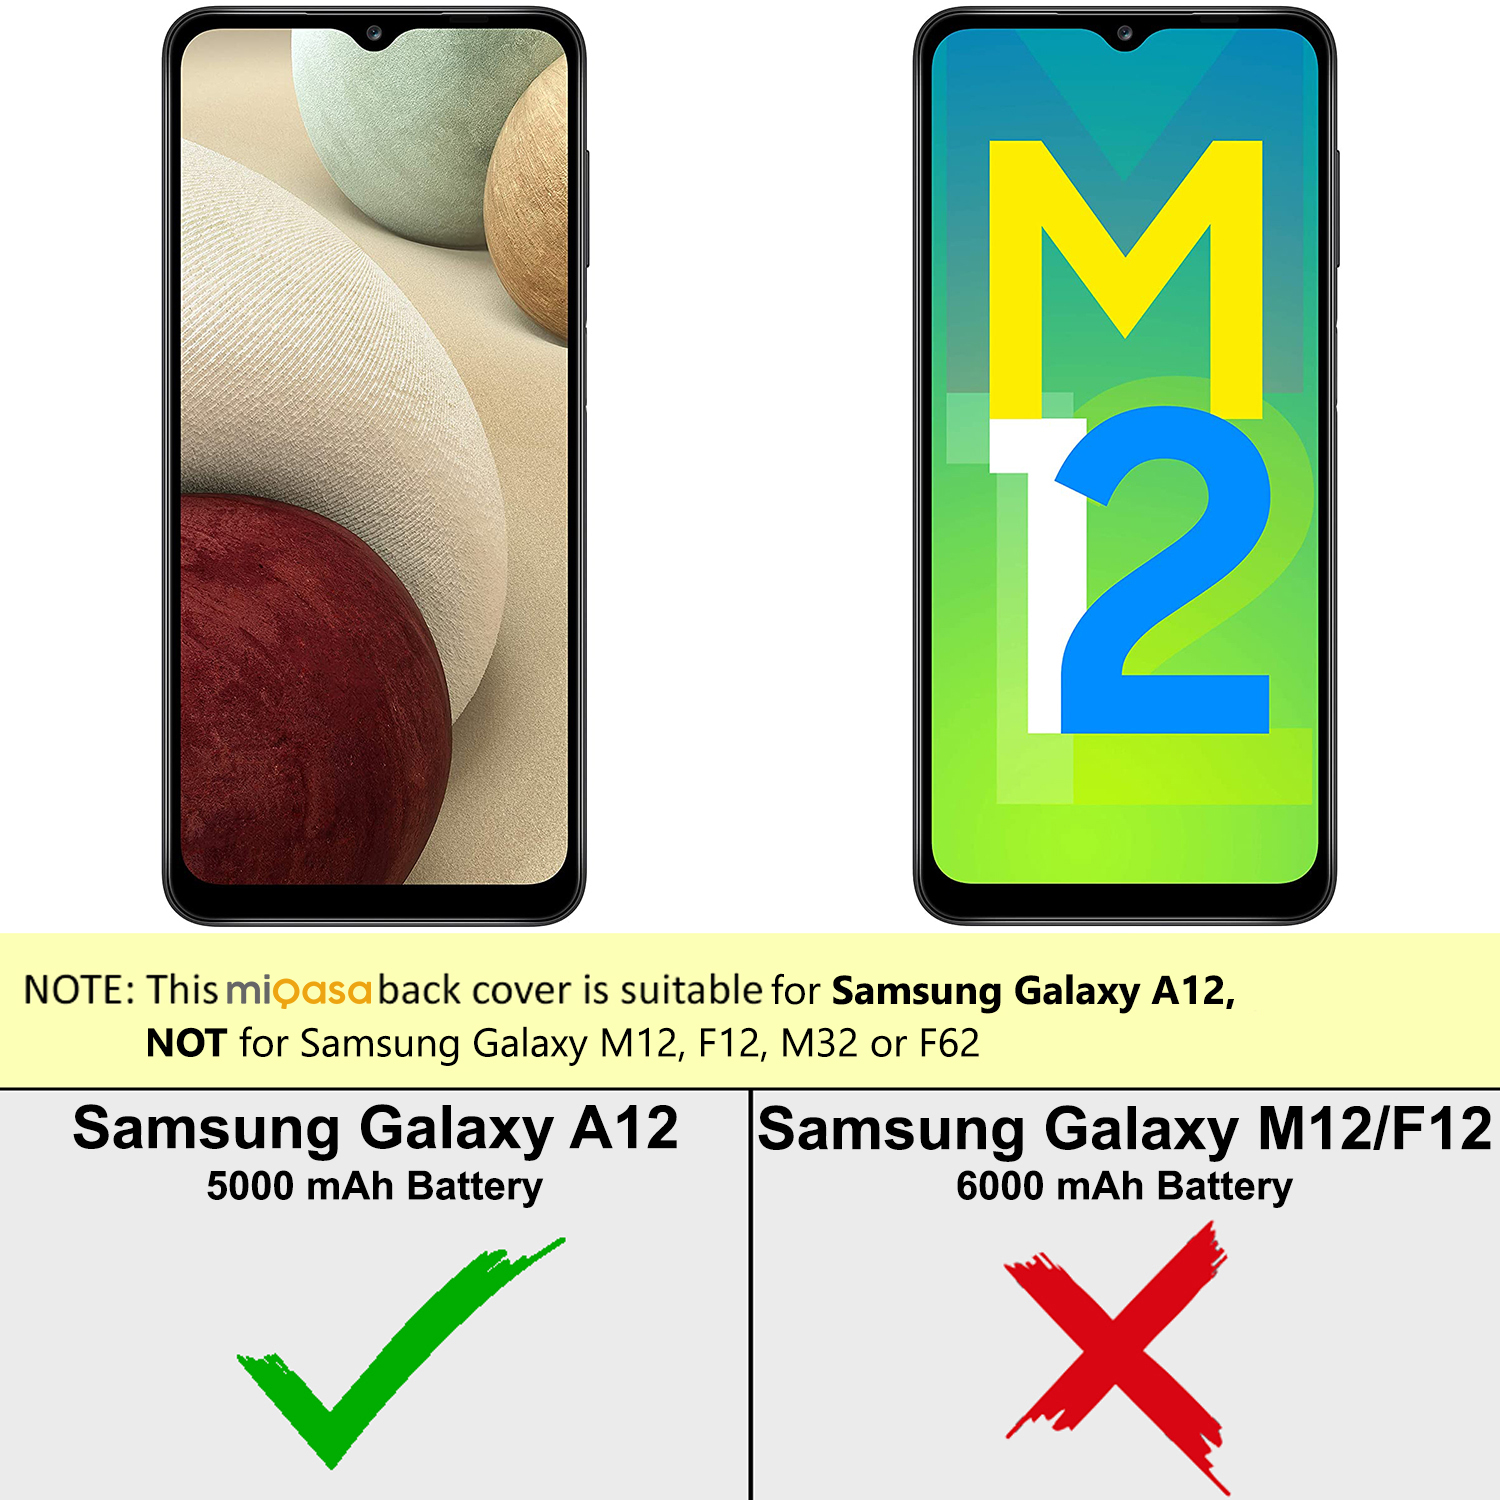 M
12
NOTE: This miqasa back cover is suitable for Samsung Galaxy A12,
NOT for Samsung Galaxy M12, F12, M32 or F62
Samsung Galaxy A12
5000 mAh Battery
Samsung Galaxy M12/F12
6000 mAh Battery